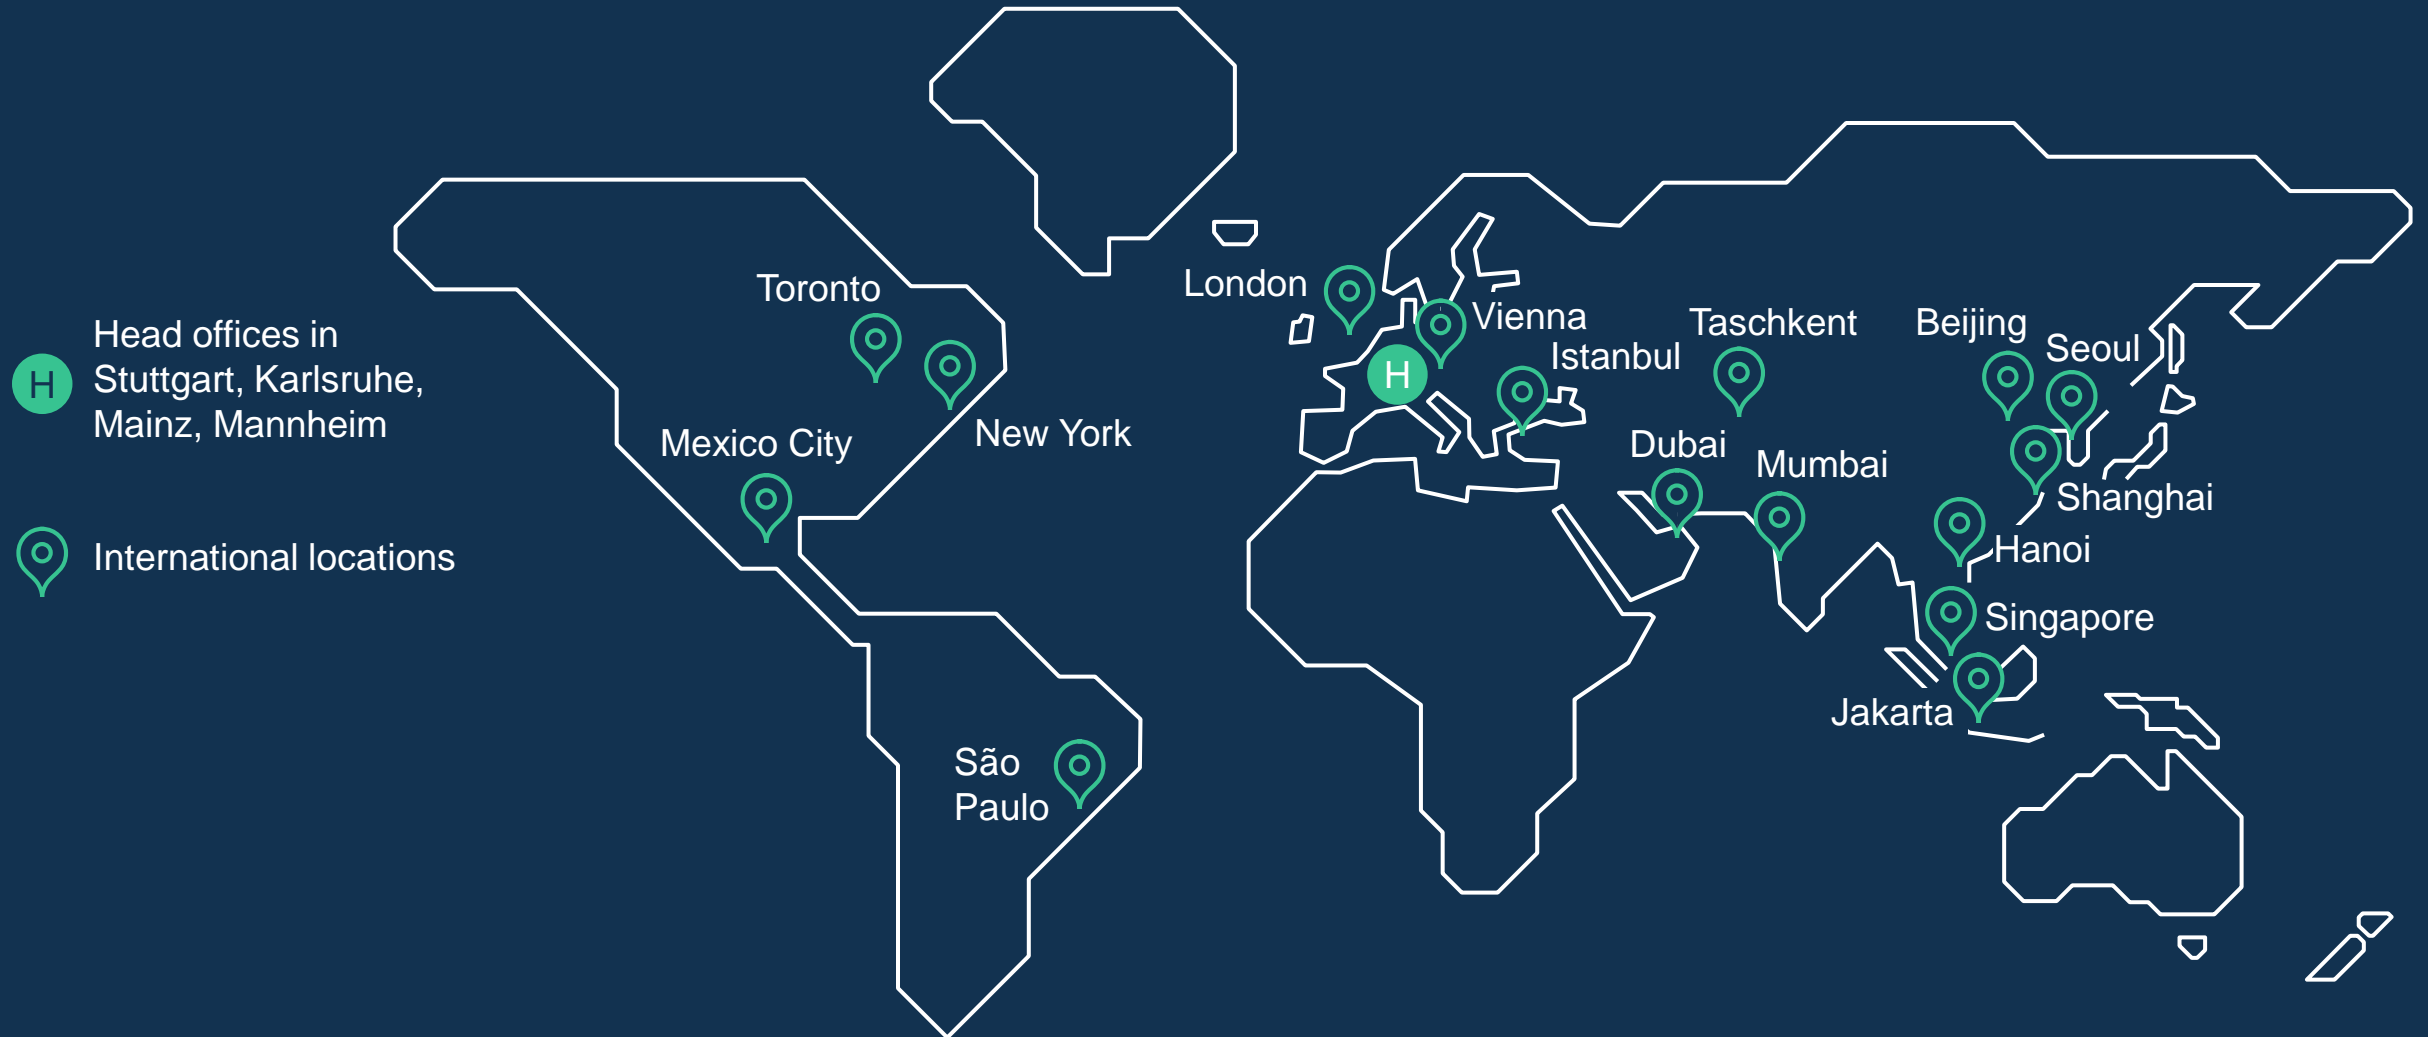 H
Head offices in
Stuttgart, Karlsruhe,
Mainz, Mannheim
International locations
Toronto
New York
Mexico City
São
Paulo
London
Vienna
H
Istanbul
Taschkent
Beijing
Seoul
Dubai
Mumbai
Shanghai
Hanoi
Singapore
Jakarta